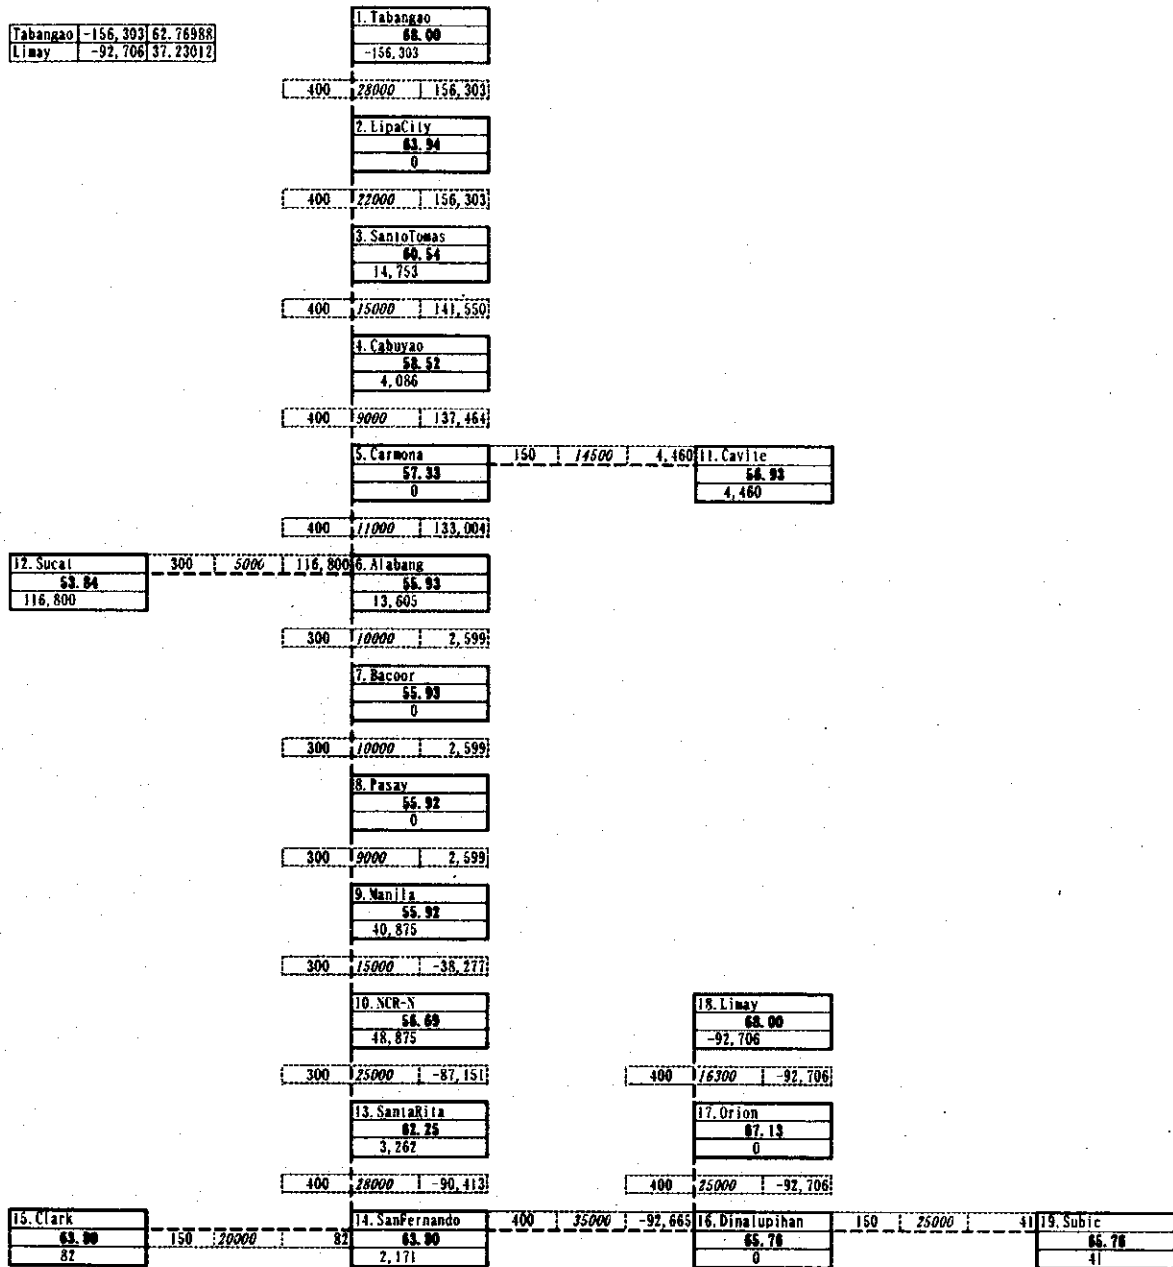 1. Tabangao
68.00
-156,303
Tabangao -156,303 62.76988
Limay -92,706 37.23012
400 28000 156,303
2. LipaCity
63.94
0
400 22000 156,303
3. SantoTomas
60.54
14,753
400 15000 141,550
4. Cabuyao
58.52
4,086
400 9000 137,464
5. Carmona 150 14500 4,460 11. Cavite
57.33 56.93
0 4,460
400 11000 133,004
12. Sucat 300 5000 116,800 6. Alabang
53.84 55.93
116,800 13,605
300 10000 2,599
7. Bacoor
55.93
0
300 10000 2,599
8. Pasay
55.92
0
300 9000 2,599
9. Manila
55.92
40,875
300 15000 -38,277
10. NCR-N 18. Limay
56.69 68.00
48,875 -92,706
300 25000 -87,151 400 16300 -92,706
13. SantaRita 17. Orion
62.25 67.13
3,262 0
400 28000 -90,413 400 25000 -92,706
15. Clark 14. SanFernando 400 35000 -92,665 16. Dinalupihan 150 25000 41 19. Subic
63.80 150 20000 82 63.80 65.76 65.76
82 2,171 0 41